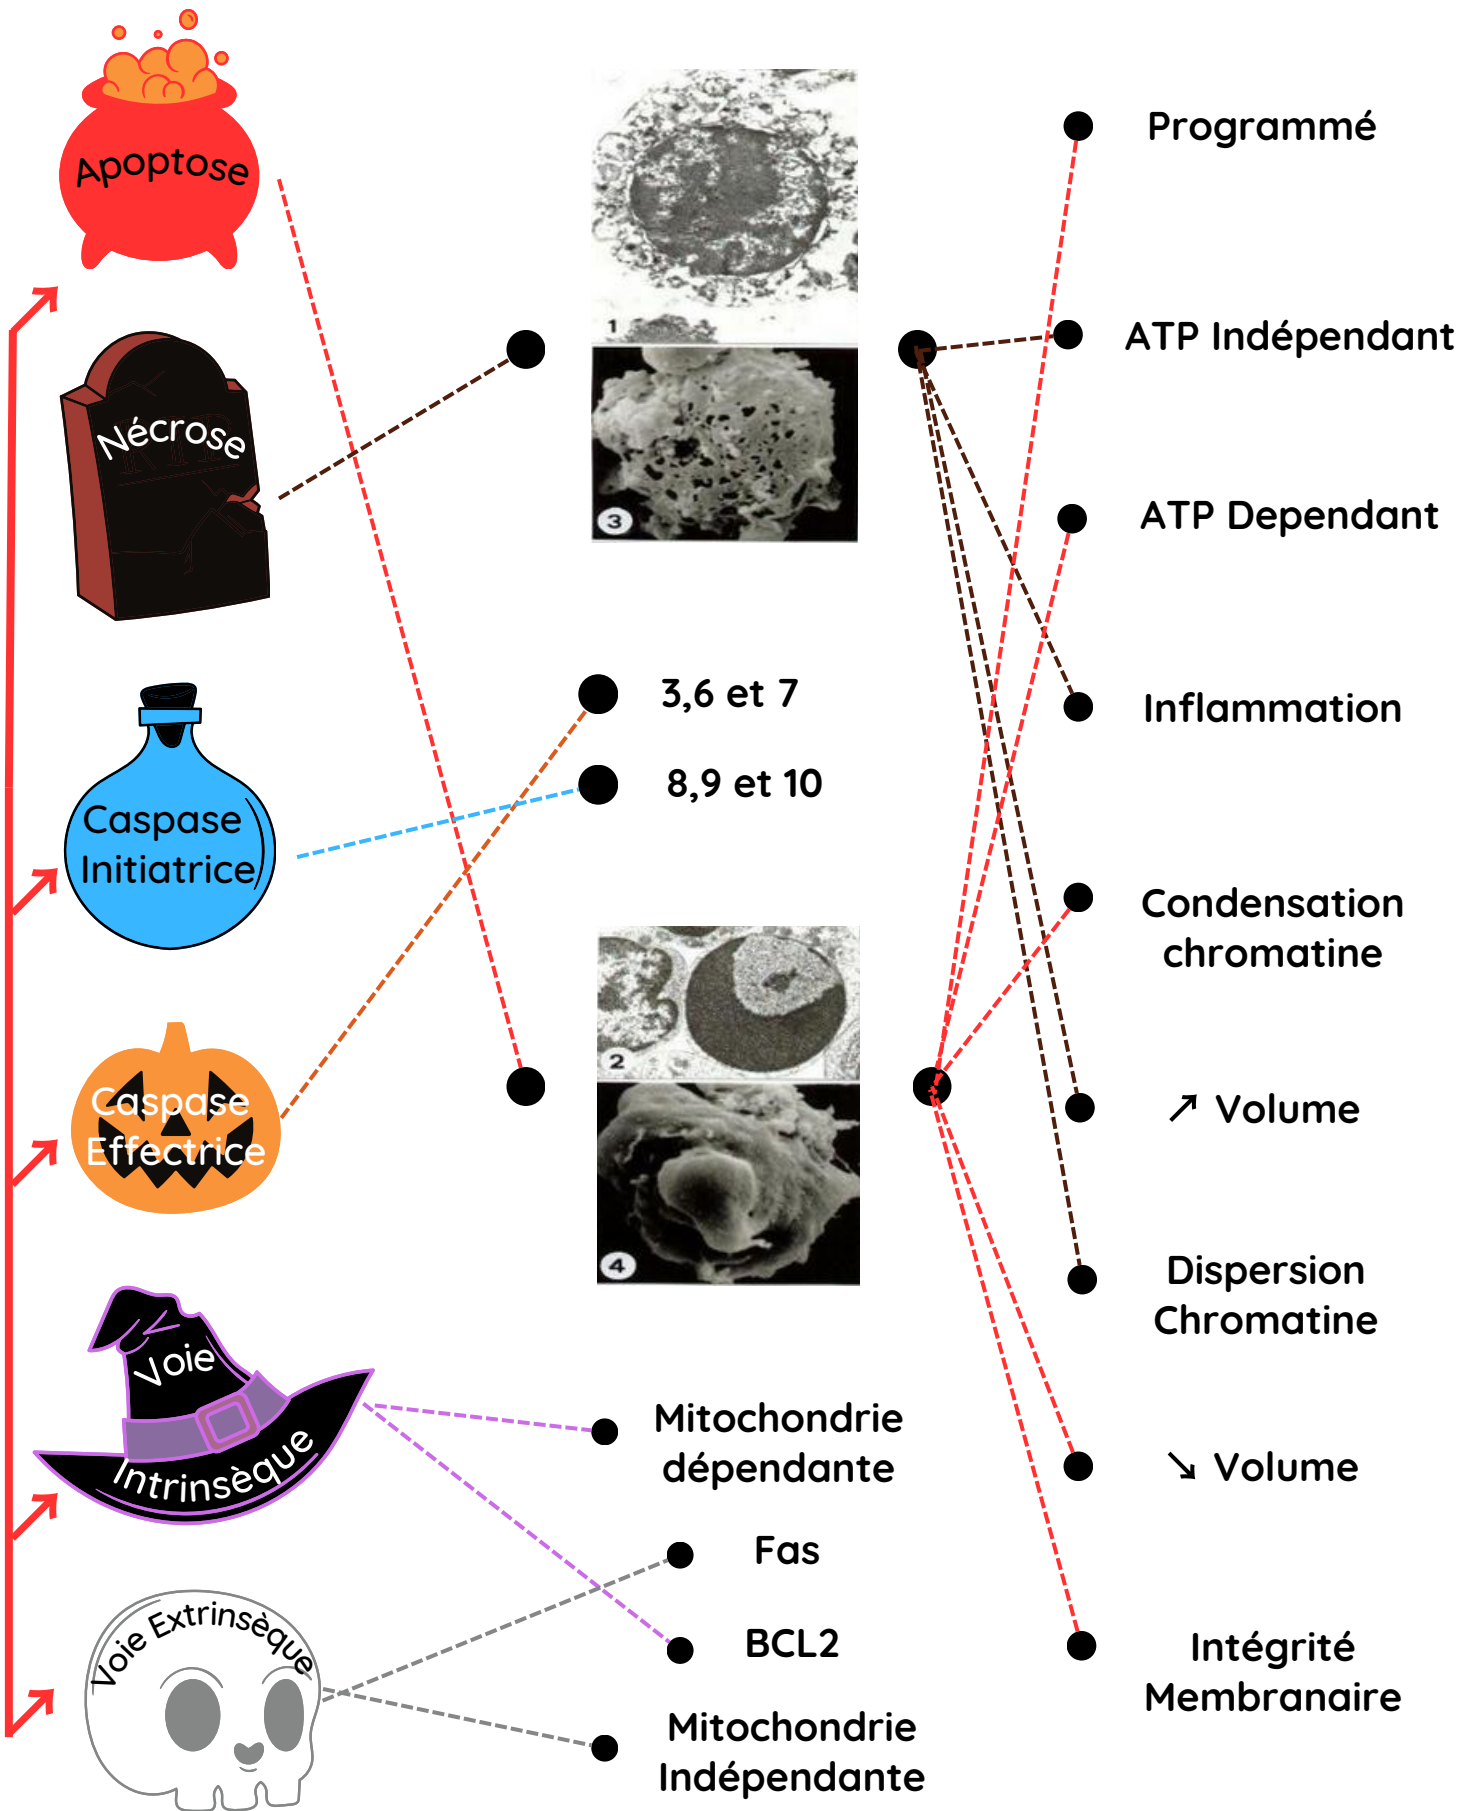 Apoptose
Nécrose
Caspase
Initiatrice
Caspase
Effectrice
Voie
Intrinsèque
Voie Extrinsèque
1
3
3,6 et 7
8,9 et 10
2
4
Mitochondrie
dépendante
Fas
BCL2
Mitochondrie
Indépendante
Programmé
ATP Indépendant
ATP Dependant
Inflammation
Condensation
chromatine
↗ Volume
Dispersion
Chromatine
↘ Volume
Intégrité
Membranaire